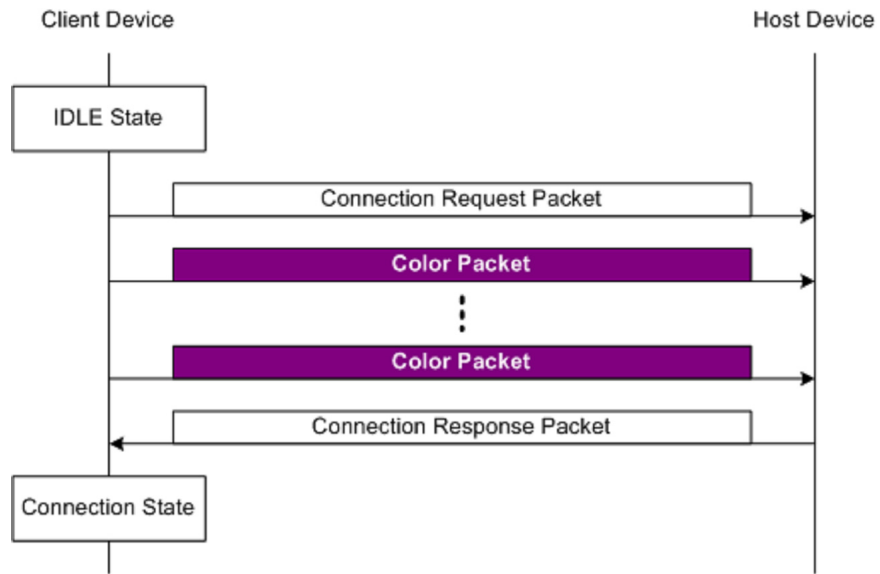 Client Device
Host Device
IDLE State
Connection Request Packet
Color Packet
Color Packet
Connection Response Packet
Connection State